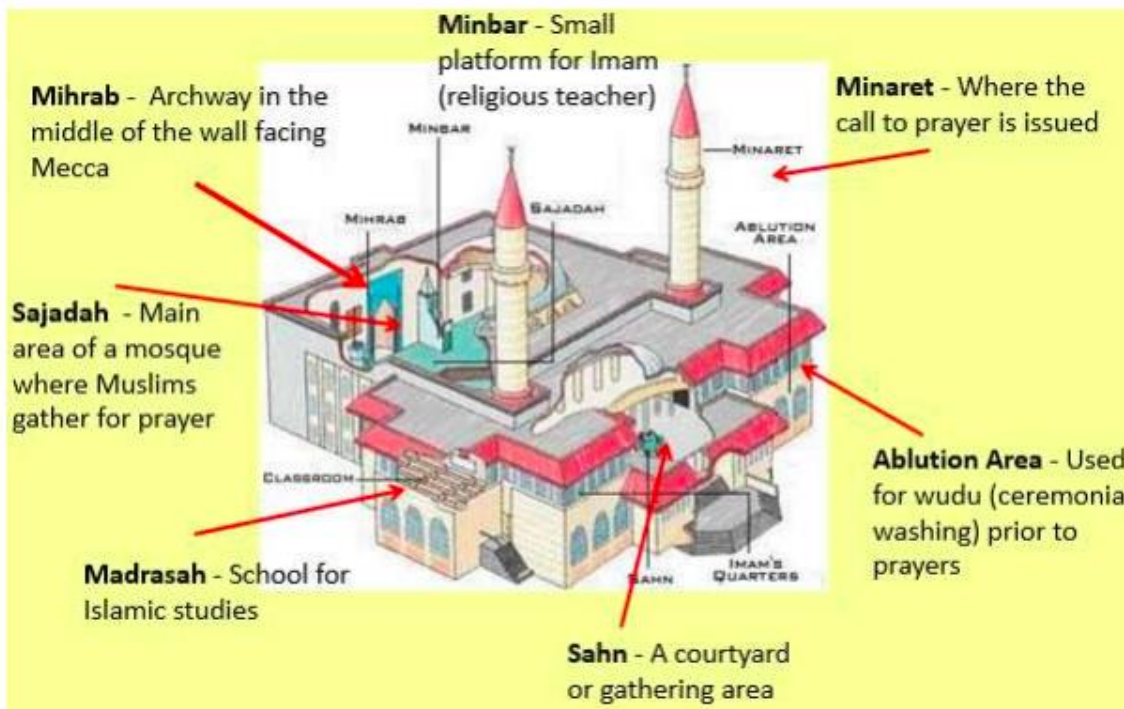 Minbar - Small
platform for Imam
(religious teacher)
Mihrab - Archway in the
middle of the wall facing
Mecca
Minaret - Where the
call to prayer is issued
MINBAR
MINARET
SAJADAH
MIHRAB
ABLUTION
AREA
Sajadah - Main
area of a mosque
where Muslims
gather for prayer
CLASSROOM
Ablution Area - Used
for wudu (ceremonia
washing) prior to
prayers
Madrasah - School for
Islamic studies
SAHN
IMAM'S
QUARTERS
Sahn - A courtyard
or gathering area